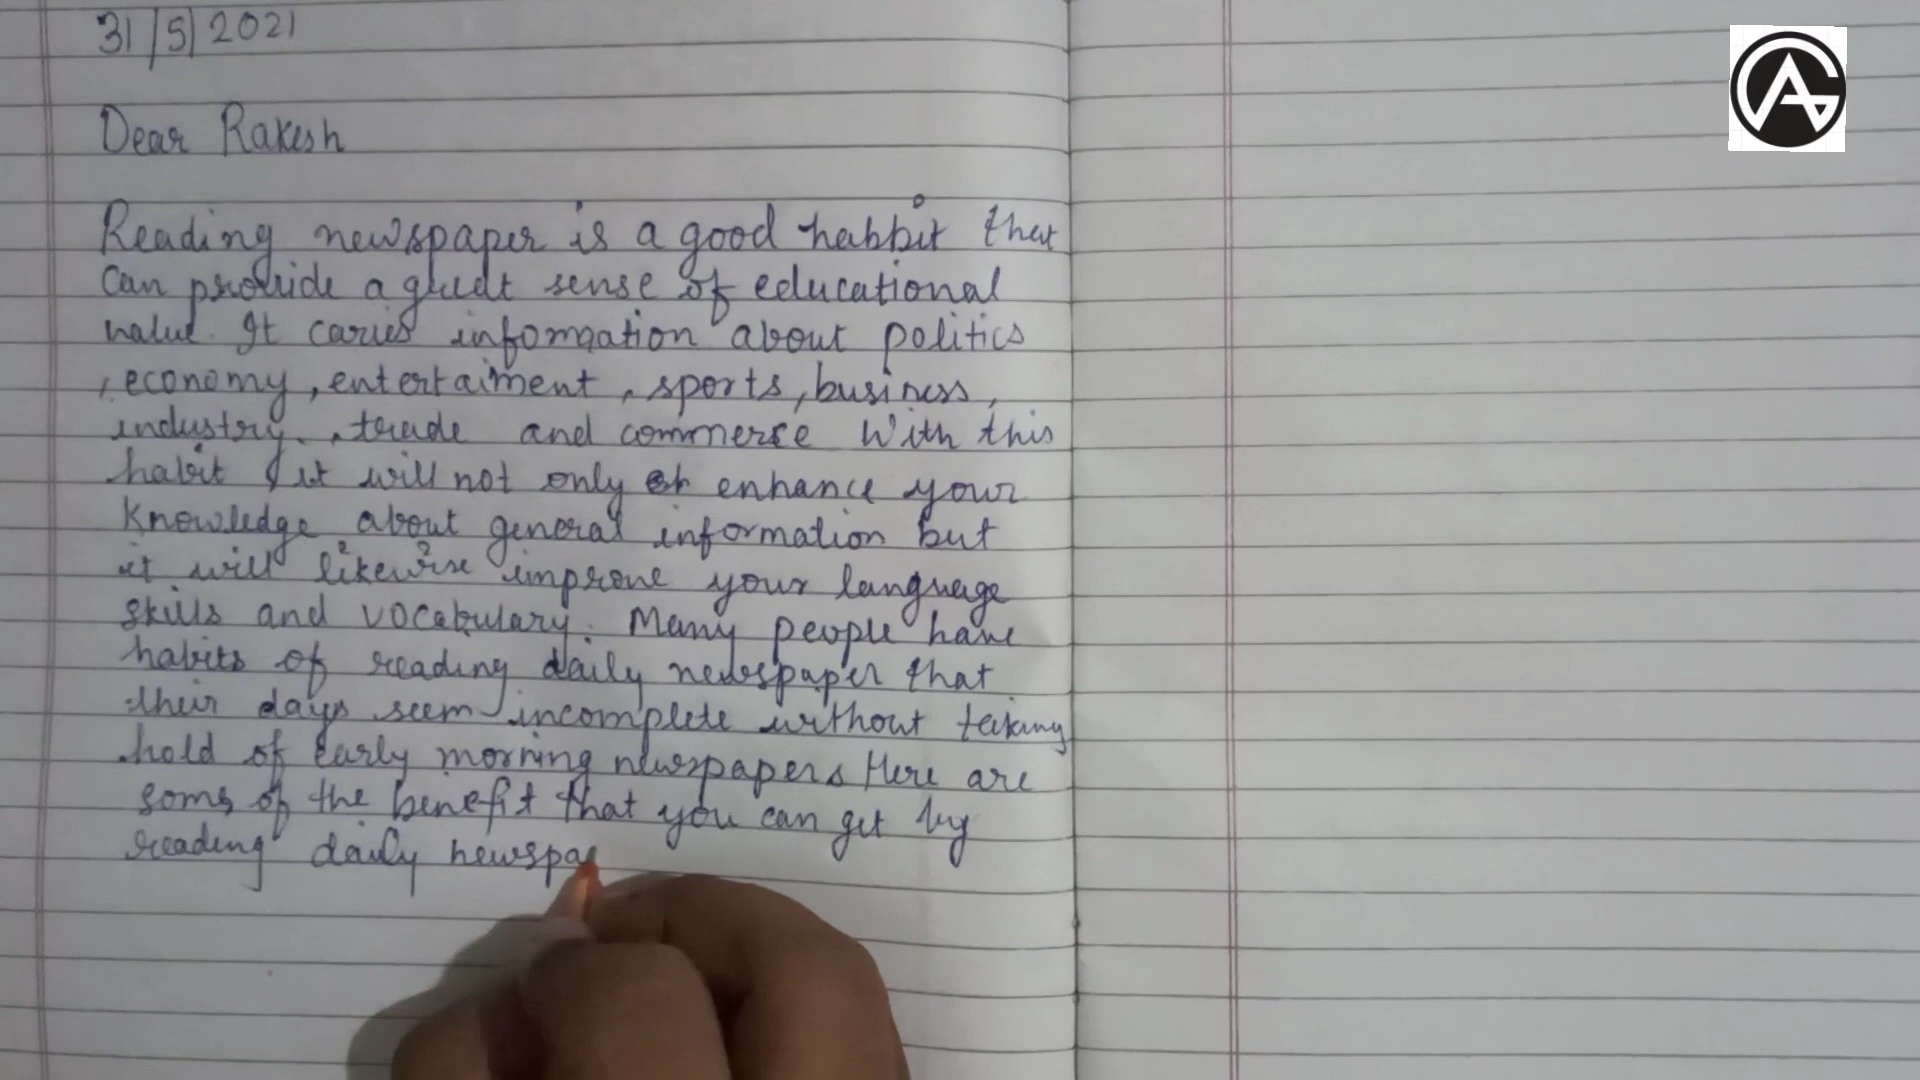 31/5/2021
Dear Rakesh
Reading newspaper is a good habbit that
can provide a great sense of educational
value. It caries infomqation about politics
, economy, entertaiment, sports, business,
industry, trade and commerse With this
habit it will not only enhance your
knowledge about general information but
it will likewise improve your language
skills and vocabulary. Many people have
habits of reading daily newspaper that
their days seem incomplete without taking
hold of early morning newspapers Here are
some of the benefit that you can get by
reading daily newspa